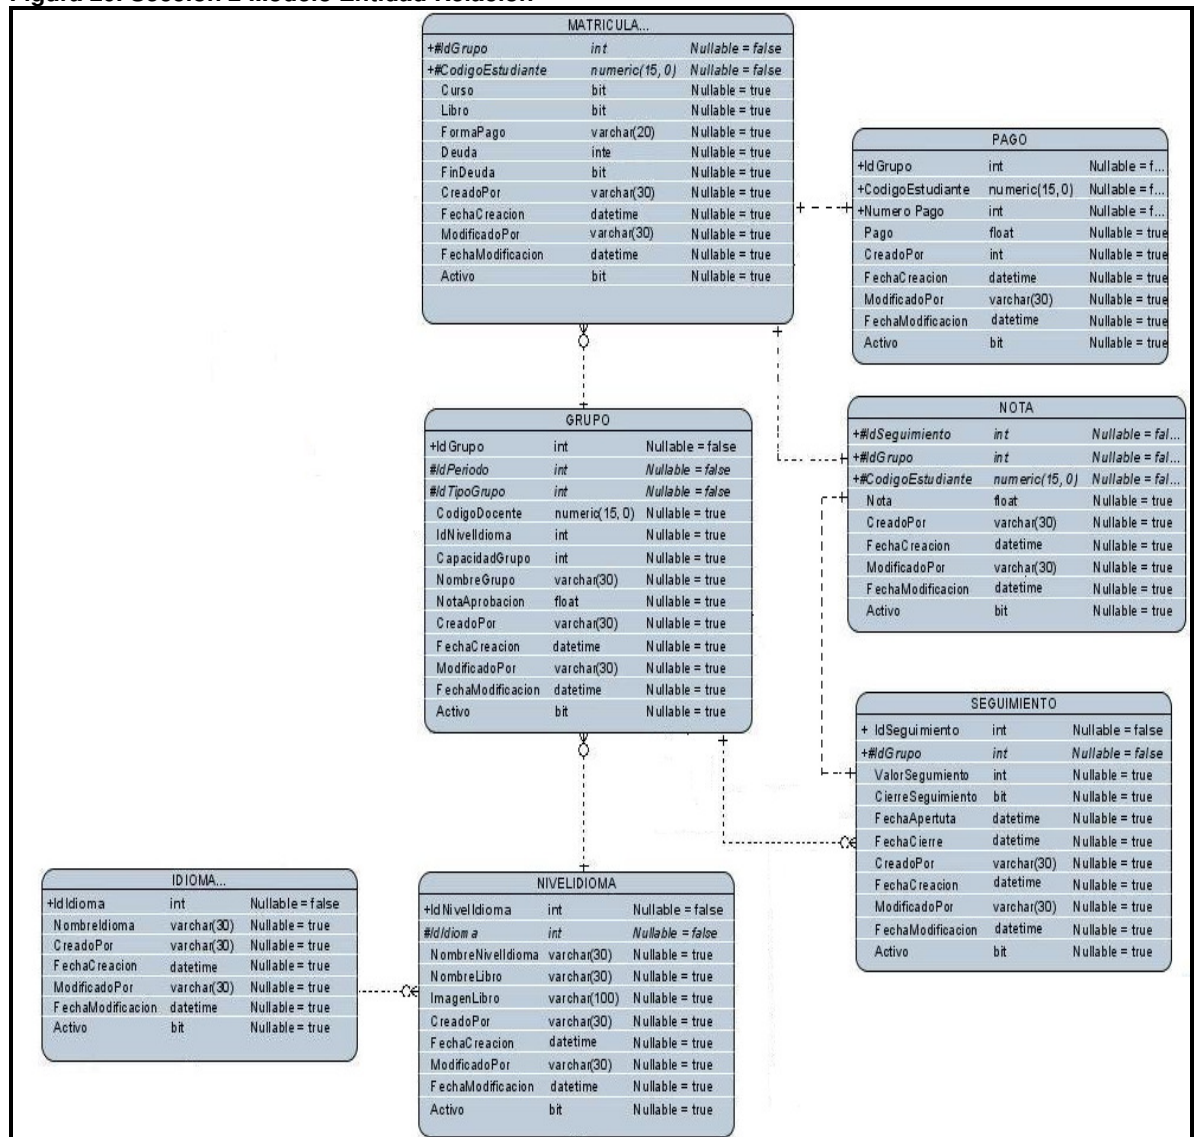 Figura 20. Sección 2 Modelo Entidad Relación
MATRICULA...
+#IdGrupo int Nullable = false
+#CodigoEstudiante numeric(15, 0) Nullable = false
Curso bit Nullable = true
Libro bit Nullable = true
FormaPago varchar(20) Nullable = true
Deuda inte Nullable = true
FinDeuda bit Nullable = true
CreadoPor varchar(30) Nullable = true
FechaCreacion datetime Nullable = true
ModificadoPor varchar(30) Nullable = true
FechaModificacion datetime Nullable = true
Activo bit Nullable = true
PAGO
+IdGrupo int Nullable = f...
+CodigoEstudiante numeric(15, 0) Nullable = f...
+Numero Pago int Nullable = f...
Pago float Nullable = true
CreadoPor int Nullable = true
FechaCreacion datetime Nullable = true
ModificadoPor varchar(30) Nullable = true
FechaModificacion datetime Nullable = true
Activo bit Nullable = true
GRUPO
+IdGrupo int Nullable = false
#IdPeriodo int Nullable = false
#IdTipoGrupo int Nullable = false
CodigoDocente numeric(15, 0) Nullable = true
IdNivelIdioma int Nullable = true
CapacidadGrupo int Nullable = true
NombreGrupo varchar(30) Nullable = true
NotaAprobacion float Nullable = true
CreadoPor varchar(30) Nullable = true
FechaCreacion datetime Nullable = true
ModificadoPor varchar(30) Nullable = true
FechaModificacion datetime Nullable = true
Activo bit Nullable = true
NOTA
+#IdSeguimiento int Nullable = fal...
+#IdGrupo int Nullable = fal...
+#CodigoEstudiante numeric(15, 0) Nullable = fal...
Nota float Nullable = true
CreadoPor varchar(30) Nullable = true
FechaCreacion datetime Nullable = true
ModificadoPor varchar(30) Nullable = true
FechaModificacion datetime Nullable = true
Activo bit Nullable = true
SEGUIMIENTO
+ IdSeguimiento int Nullable = false
+#IdGrupo int Nullable = false
ValorSegumiento int Nullable = true
CierreSeguimiento bit Nullable = true
FechaApertuta datetime Nullable = true
FechaCierre datetime Nullable = true
CreadoPor varchar(30) Nullable = true
FechaCreacion datetime Nullable = true
ModificadoPor varchar(30) Nullable = true
FechaModificacion datetime Nullable = true
Activo bit Nullable = true
IDIOMA...
+IdIdioma int Nullable = false
NombreIdioma varchar(30) Nullable = true
CreadoPor varchar(30) Nullable = true
FechaCreacion datetime Nullable = true
ModificadoPor varchar(30) Nullable = true
FechaModificacion datetime Nullable = true
Activo bit Nullable = true
NIVELIDIOMA
+IdNivelIdioma int Nullable = false
#IdIdioma int Nullable = false
NombreNivelIdioma varchar(30) Nullable = true
NombreLibro varchar(30) Nullable = true
ImagenLibro varchar(100) Nullable = true
CreadoPor varchar(30) Nullable = true
FechaCreacion datetime Nullable = true
ModificadoPor varchar(30) Nullable = true
FechaModificacion datetime Nullable = true
Activo bit Nullable = true